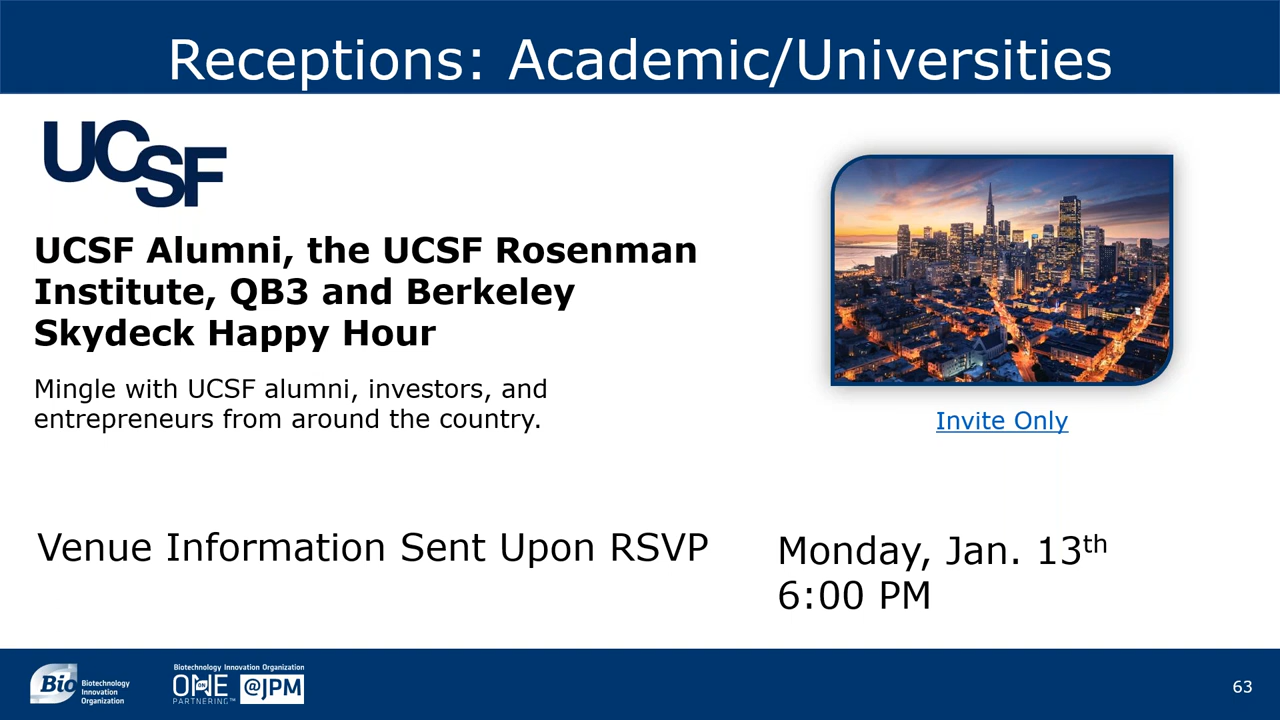 Receptions: Academic/Universities
UCSF
UCSF Alumni, the UCSF Rosenman
Institute, QB3 and Berkeley
Skydeck Happy Hour
Mingle with UCSF alumni, investors, and
entrepreneurs from around the country.
Invite Only
Venue Information Sent Upon RSVP
Monday, Jan. 13th
6:00 PM
Bio
Biotechnology
Innovation
Organization
Biotechnology Innovation Organization
ONE
ON
PARTNERING™
@JPM
63